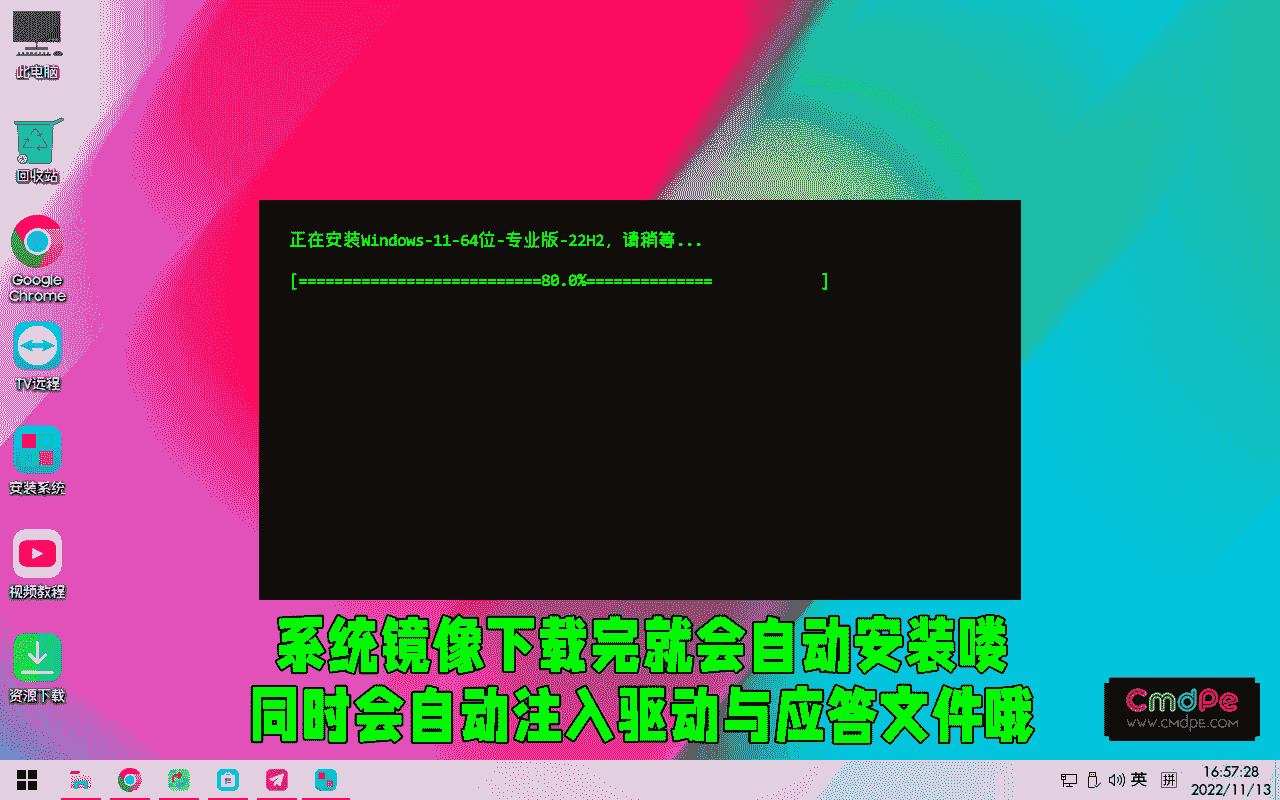 此电脑
回收站
Google
Chrome
TV远程
安装系统
视频教程
资源下载
正在安装Windows-11-64位-专业版-22H2, 请稍等...
[===========================80.0%============== ]
系统镜像下载完就会自动安装喽
同时会自动注入驱动与应答文件哦
CmdPe
WWW.CMDPE.COM
英
拼
16:57:28
2022/11/13